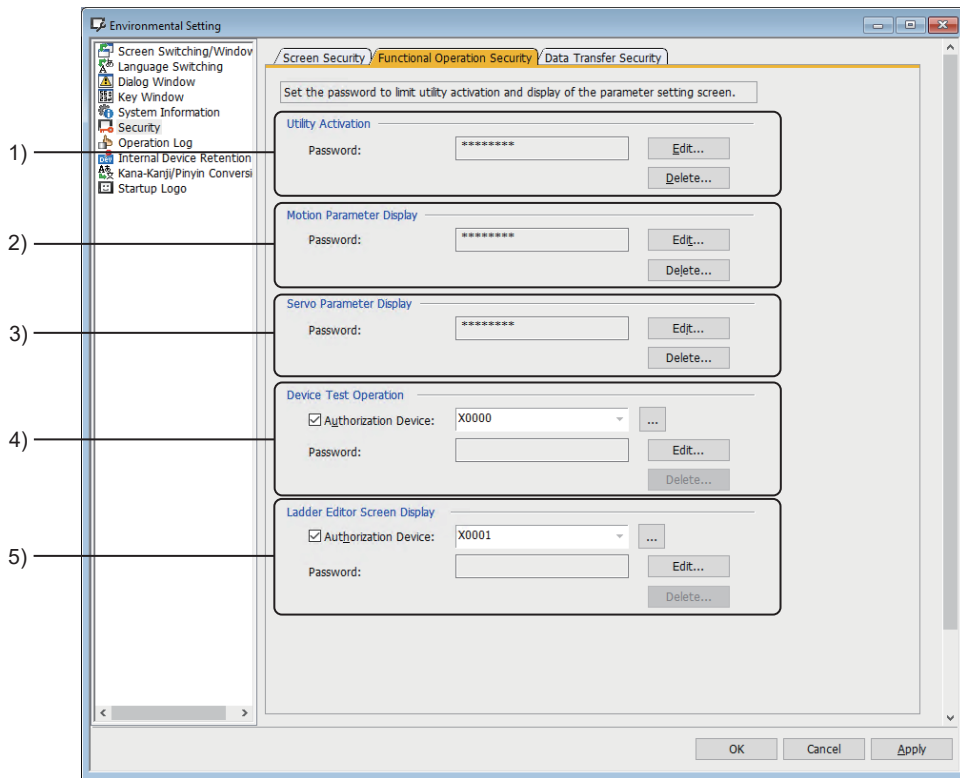 Environmental Setting
Screen Switching/Window
Language Switching
Dialog Window
Key Window
System Information
Security
Operation Log
Internal Device Retention
Kana-Kanji/Pinyin Conversi
Startup Logo
Screen Security Functional Operation Security Data Transfer Security
Set the password to limit utility activation and display of the parameter setting screen.
1)
Utility Activation
Password: ******** Edit...
Delete...
2)
Motion Parameter Display
Password: ******** Edit...
Delete...
3)
Servo Parameter Display
Password: ******** Edit...
Delete...
4)
Device Test Operation
Authorization Device: X0000 ...
Password: Edit...
Delete...
5)
Ladder Editor Screen Display
Authorization Device: X0001 ...
Password: Edit...
Delete...
OK Cancel Apply